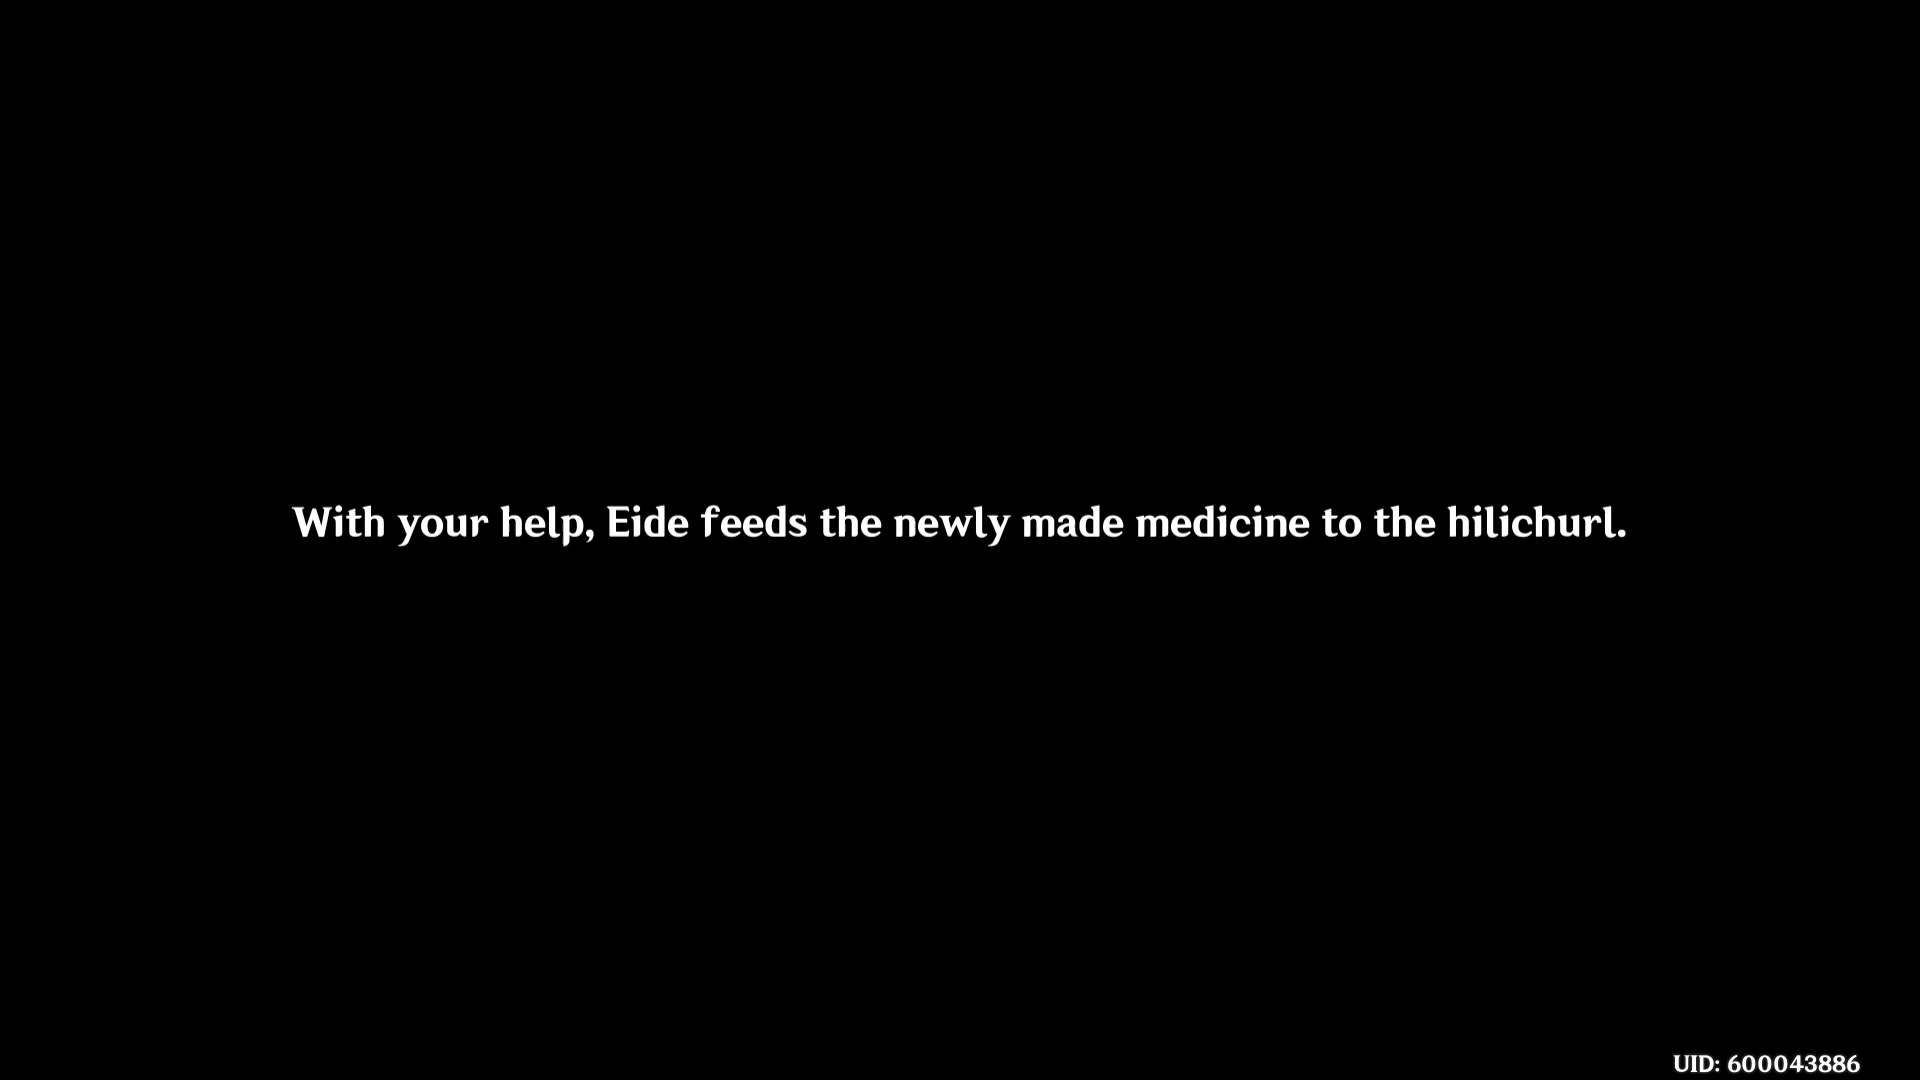 With your help, Eide feeds the newly made medicine to the hilichurl.
UID: 600043886